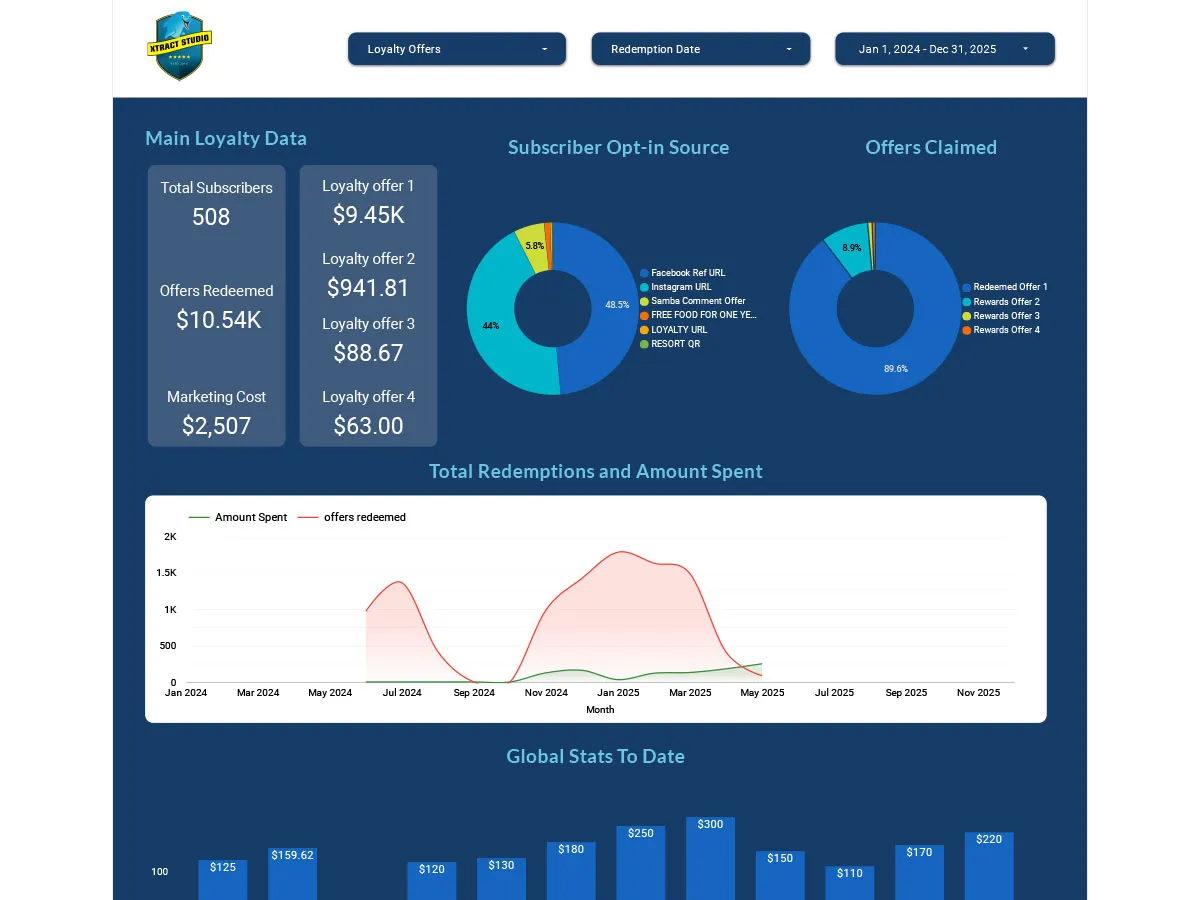 XTRACT STUDIO
Loyalty Offers
Redemption Date
Jan 1, 2024 - Dec 31, 2025
Main Loyalty Data
Total Subscribers
508
Offers Redeemed
$10.54K
Marketing Cost
$2,507
Loyalty offer 1
$9.45K
Loyalty offer 2
$941.81
Loyalty offer 3
$88.67
Loyalty offer 4
$63.00
Subscriber Opt-in Source
5.8%
48.5%
44%
Facebook Ref URL
Instagram URL
Samba Comment Offer
FREE FOOD FOR ONE YE...
LOYALTY URL
RESORT QR
Offers Claimed
8.9%
89.6%
Redeemed Offer 1
Rewards Offer 2
Rewards Offer 3
Rewards Offer 4
Total Redemptions and Amount Spent
Amount Spent
offers redeemed
2K
1.5K
1K
500
0
Jan 2024 Mar 2024 May 2024 Jul 2024 Sep 2024 Nov 2024 Jan 2025 Mar 2025 May 2025 Jul 2025 Sep 2025 Nov 2025
Month
Global Stats To Date
100
$125 $159.62 $120 $130 $180 $250 $300 $150 $110 $170 $220